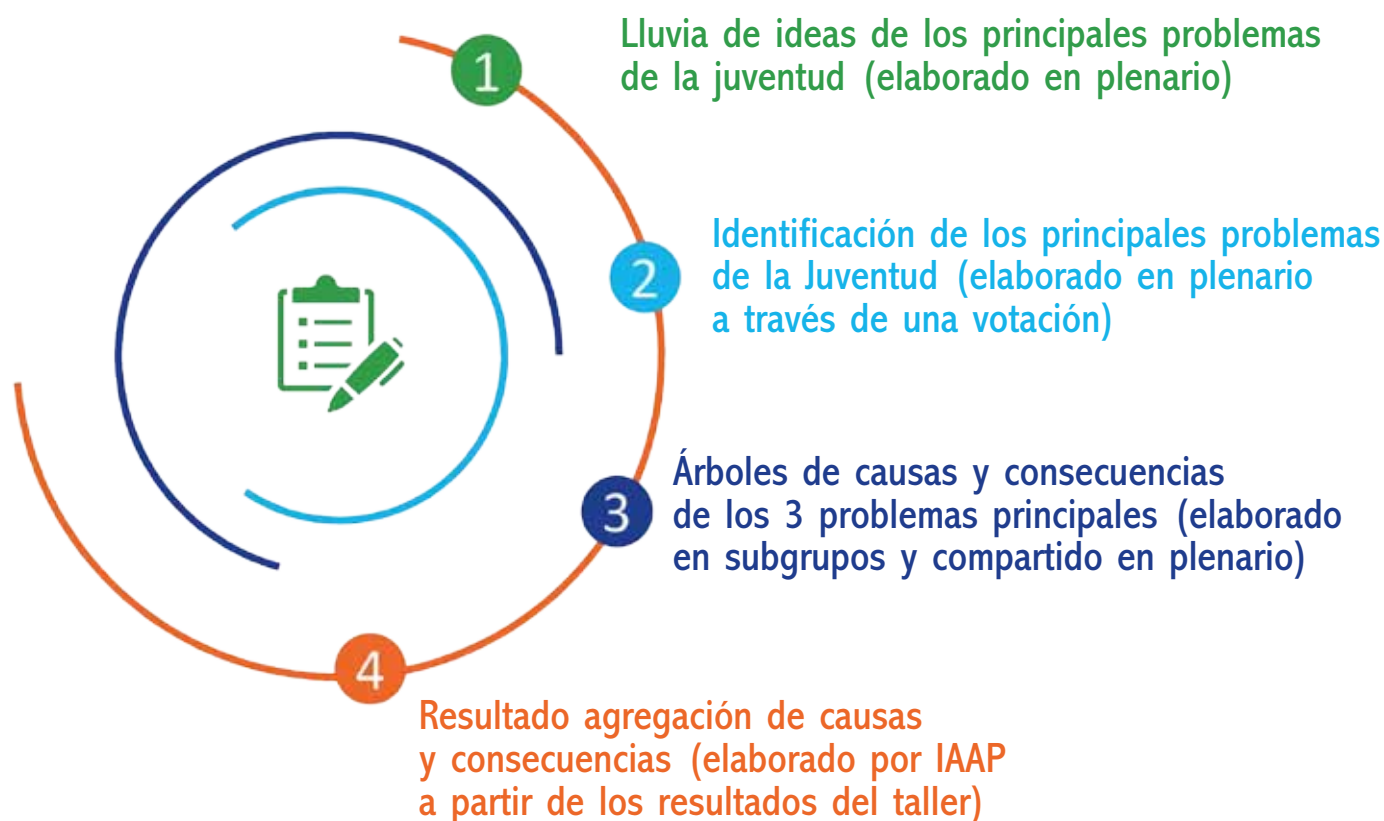 1
Lluvia de ideas de los principales problemas
de la juventud (elaborado en plenario)
2
Identificación de los principales problemas
de la Juventud (elaborado en plenario
a través de una votación)
3
Árboles de causas y consecuencias
de los 3 problemas principales (elaborado
en subgrupos y compartido en plenario)
4
Resultado agregación de causas
y consecuencias (elaborado por IAAP
a partir de los resultados del taller)